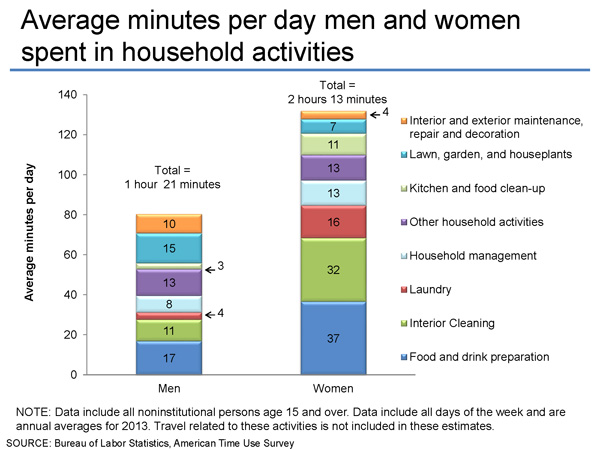 Average minutes per day men and women
spent in household activities
Average minutes per day
140
120
100
80
60
40
20
0
Total =
1 hour 21 minutes
10
15
3
13
8
4
11
17
Men
Total =
2 hours 13 minutes
4
7
11
13
13
16
32
37
Women
Interior and exterior maintenance,
repair and decoration
Lawn, garden, and houseplants
Kitchen and food clean-up
Other household activities
Household management
Laundry
Interior Cleaning
Food and drink preparation
NOTE: Data include all noninstitutional persons age 15 and over. Data include all days of the week and are
annual averages for 2013. Travel related to these activities is not included in these estimates.
SOURCE: Bureau of Labor Statistics, American Time Use Survey